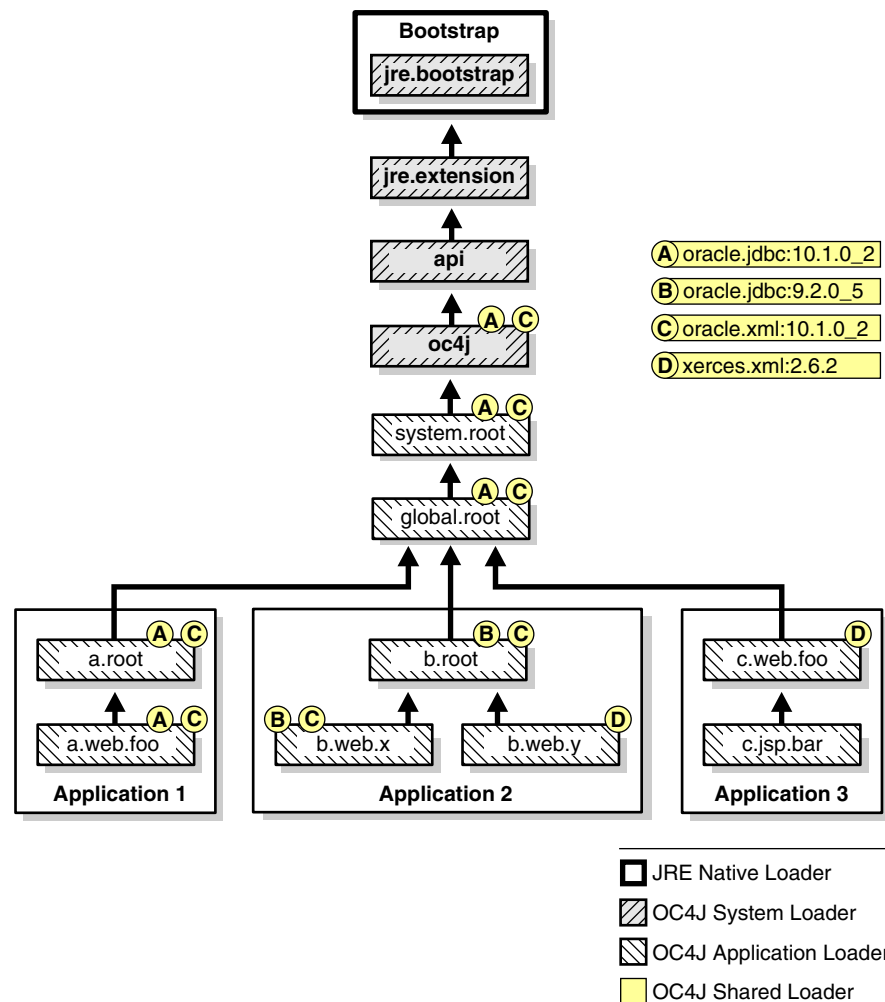 Bootstrap
jre.bootstrap
jre.extension
api
A oracle.jdbc:10.1.0_2
B oracle.jdbc:9.2.0_5
C oracle.xml:10.1.0_2
D xerces.xml:2.6.2
A C
oc4j
A C
system.root
A C
global.root
A C
a.root
A C
a.web.foo
Application 1
B C
b.root
B C
b.web.x
D
b.web.y
Application 2
D
c.web.foo
c.jsp.bar
Application 3
JRE Native Loader
OC4J System Loader
OC4J Application Loader
OC4J Shared Loader